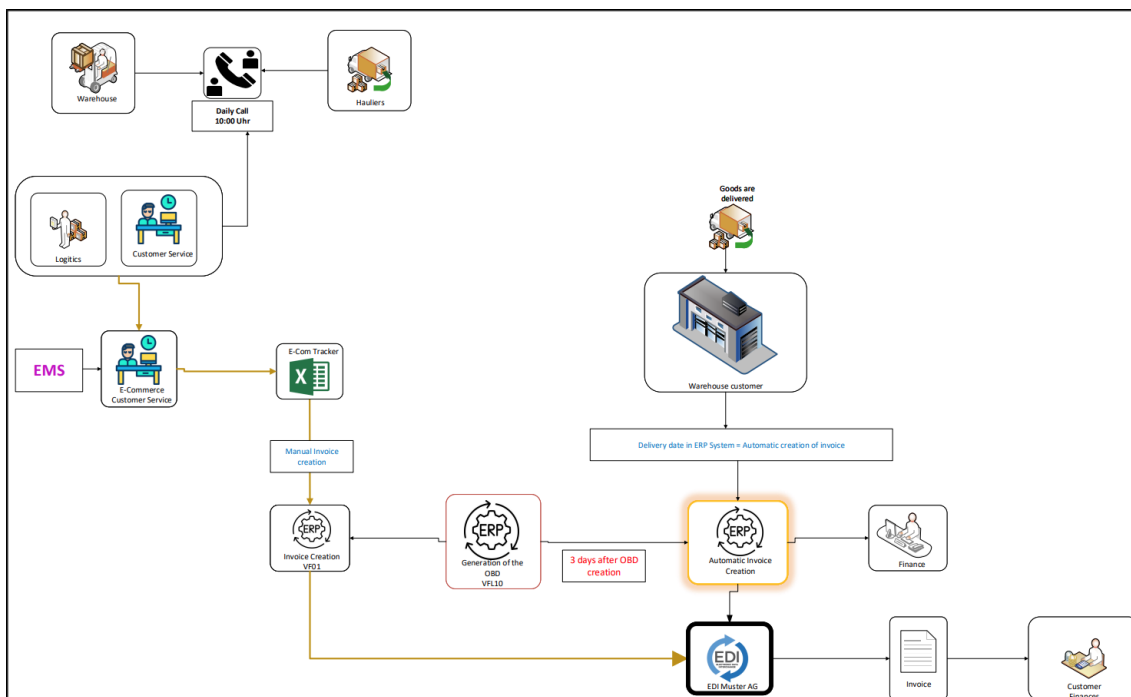 Warehouse
Daily Call
10:00 Uhr
Hauliers
Logitics
Customer Service
Goods are
delivered
Warehouse customer
EMS
E-Commerce
Customer Service
E-Com Tracker
X
Manual Invoice
creation
Delivery date in ERP System = Automatic creation of invoice
ERP
Invoice Creation
VF01
ERP
Generation of the
OBD
VFL10
3 days after OBD
creation
ERP
Automatic Invoice
Creation
Finance
EDI
EDI Muster AG
Invoice
Customer
Finances